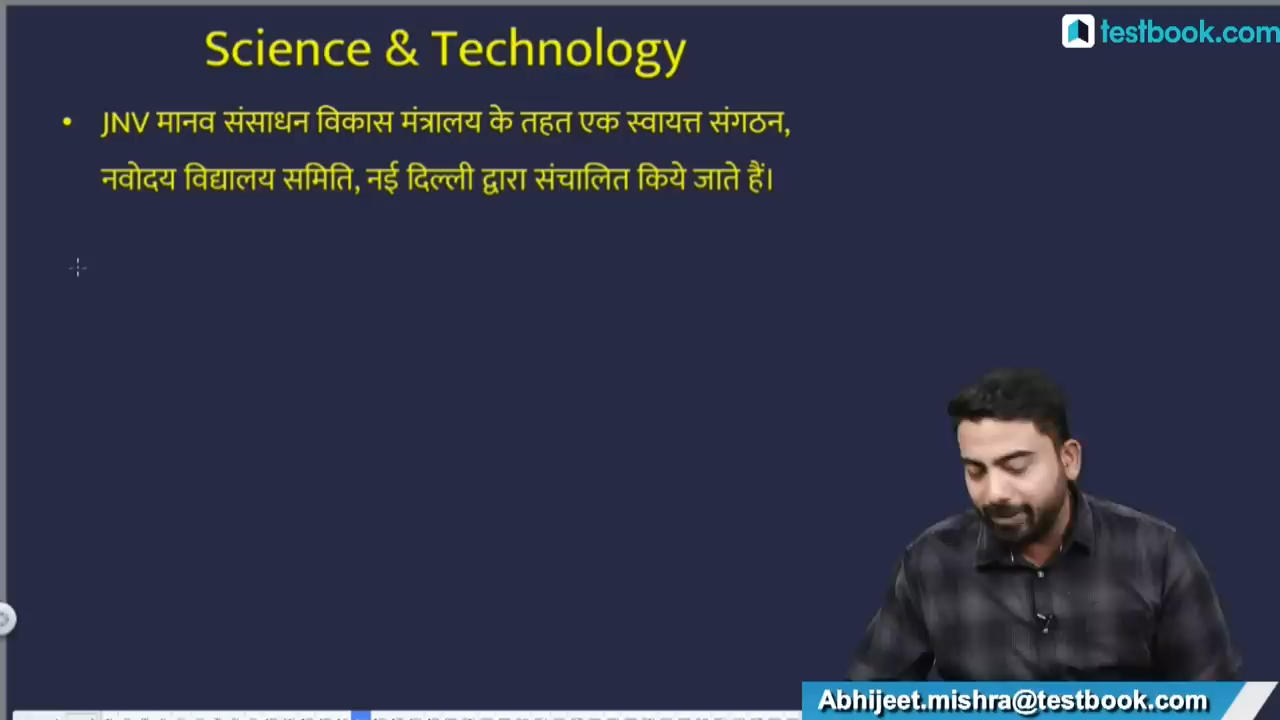 Science & Technology
testbook.com
• JNV मानव संसाधन विकास मंत्रालय के तहत एक स्वायत्त संगठन,
नवोदय विद्यालय समिति, नई दिल्ली द्वारा संचालित किये जाते हैं।
Abhijeet.mishra@testbook.com